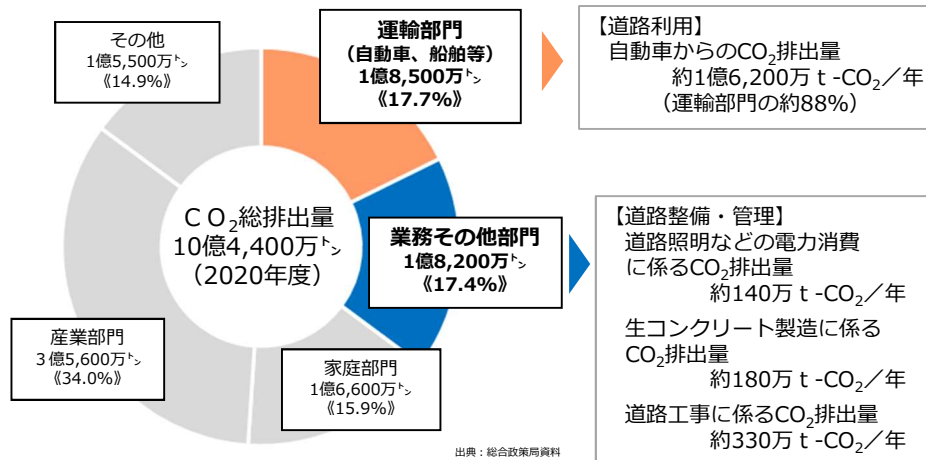 その他
1億5,500万㌧
《14.9%》
運輸部門
(自動車、船舶等)
1億8,500万㌧
《17.7%》
【道路利用】
自動車からのCO₂排出量
約1億6,200万ｔ-CO₂／年
（運輸部門の約88%）
ＣＯ₂総排出量
10億4,400万㌧
（2020年度）
業務その他部門
1億8,200万㌧
《17.4%》
【道路整備・管理】
道路照明などの電力消費
に係るCO₂排出量
約140万ｔ-CO₂／年
生コンクリート製造に係る
CO₂排出量
約180万ｔ-CO₂／年
道路工事に係るCO₂排出量
約330万ｔ-CO₂／年
産業部門
３億5,600万㌧
《34.0%》
家庭部門
1億6,600万㌧
《15.9%》
出典：総合政策局資料